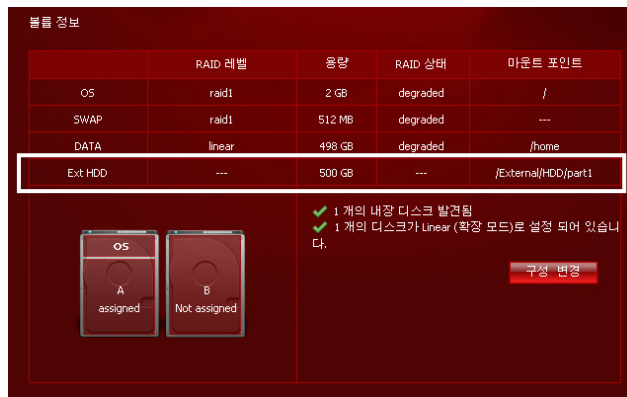 볼륨 정보
RAID 레벨 용량 RAID 상태 마운트 포인트
OS raid1 2 GB degraded /
SWAP raid1 512 MB degraded ---
DATA linear 498 GB degraded /home
Ext HDD --- 500 GB --- /External/HDD/part1
✔ 1 개의 내장 디스크 발견됨
✔ 1 개의 디스크가 Linear (확장 모드)로 설정 되어 있습니
다.
구성 변경
OS
A
assigned
B
Not assigned